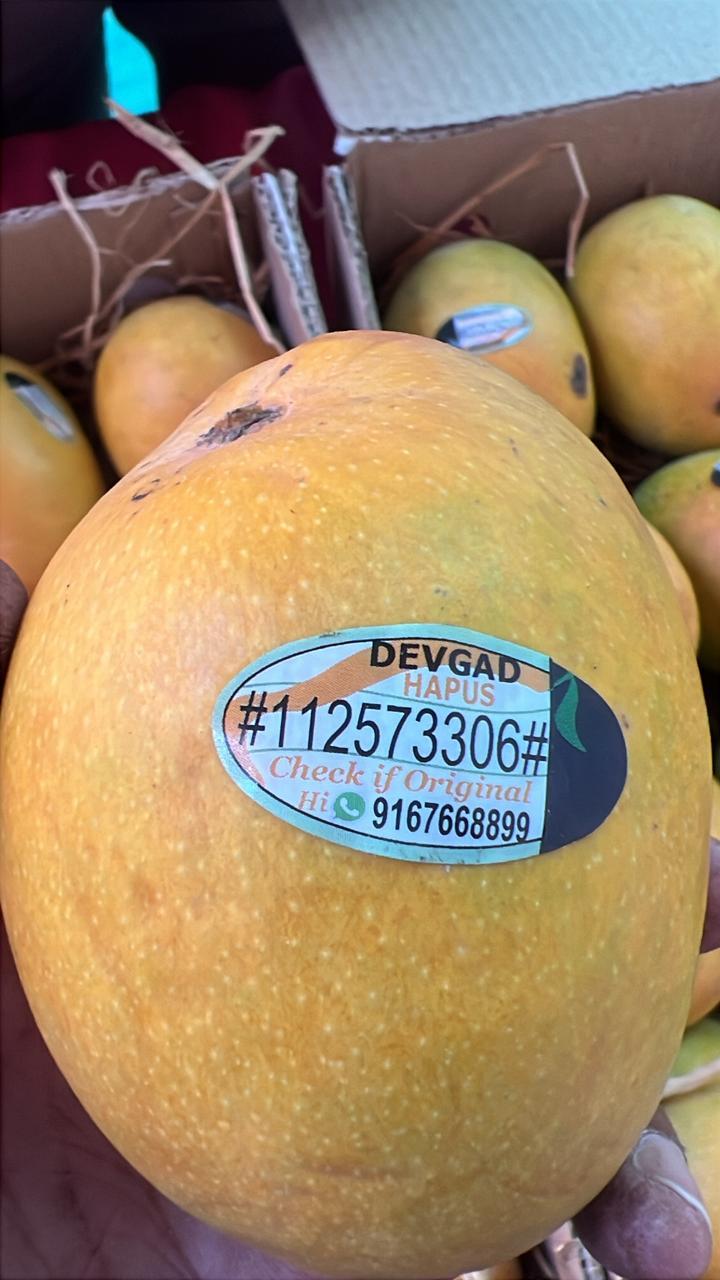 DEVGAD
HAPUS
#112573306#
Check if Original
Hi 9167668899